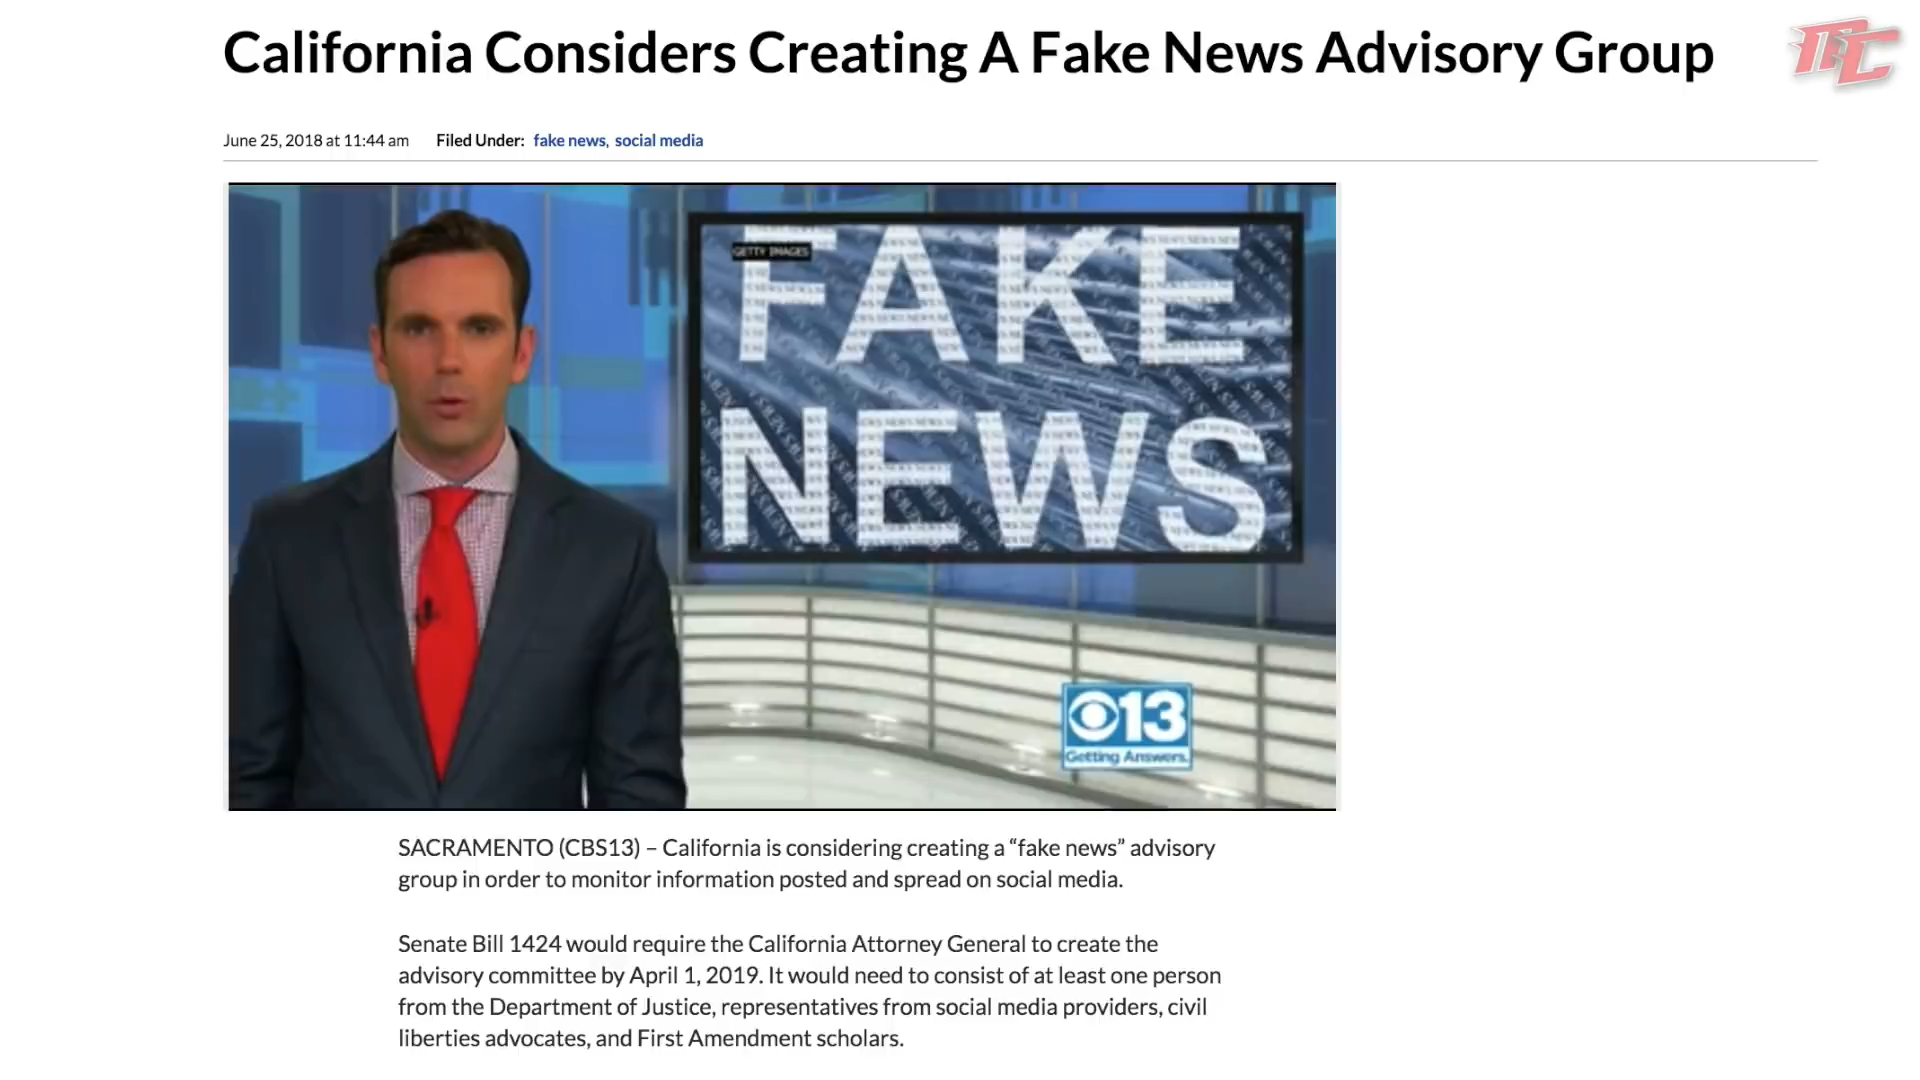 California Considers Creating A Fake News Advisory Group
June 25, 2018 at 11:44 am Filed Under: fake news, social media
GETTY IMAGES
FAKE
NEWS
13
Getting Answers.
SACRAMENTO (CBS13) – California is considering creating a “fake news” advisory
group in order to monitor information posted and spread on social media.
Senate Bill 1424 would require the California Attorney General to create the
advisory committee by April 1, 2019. It would need to consist of at least one person
from the Department of Justice, representatives from social media providers, civil
liberties advocates, and First Amendment scholars.